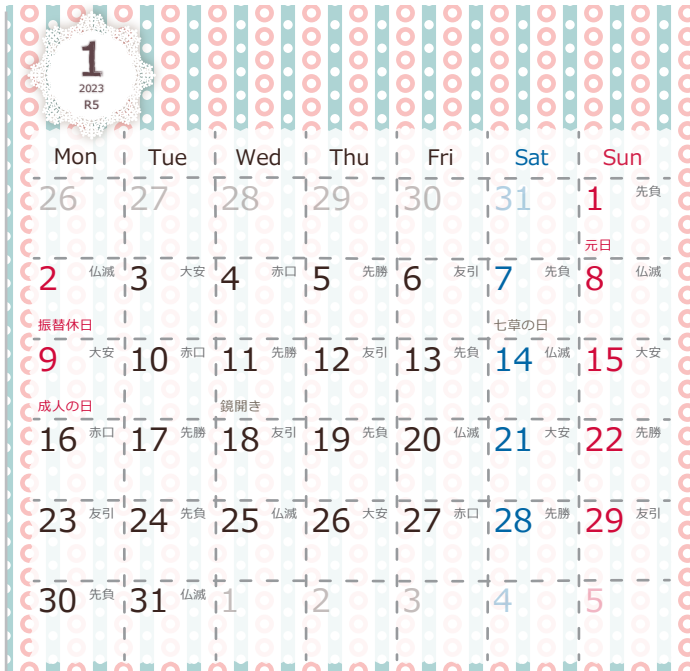 1
2023
R5
Mon Tue Wed Thu Fri Sat Sun
26 27 28 29 30 31 1 先負
元日
2 仏滅 3 大安 4 赤口 5 先勝 6 友引 7 先負 8 仏滅
振替休日 七草の日
9 大安 10 赤口 11 先勝 12 友引 13 先負 14 仏滅 15 大安
成人の日 鏡開き
16 赤口 17 先勝 18 友引 19 先負 20 仏滅 21 大安 22 先勝
23 友引 24 先負 25 仏滅 26 大安 27 赤口 28 先勝 29 友引
30 先負 31 仏滅 1 2 3 4 5